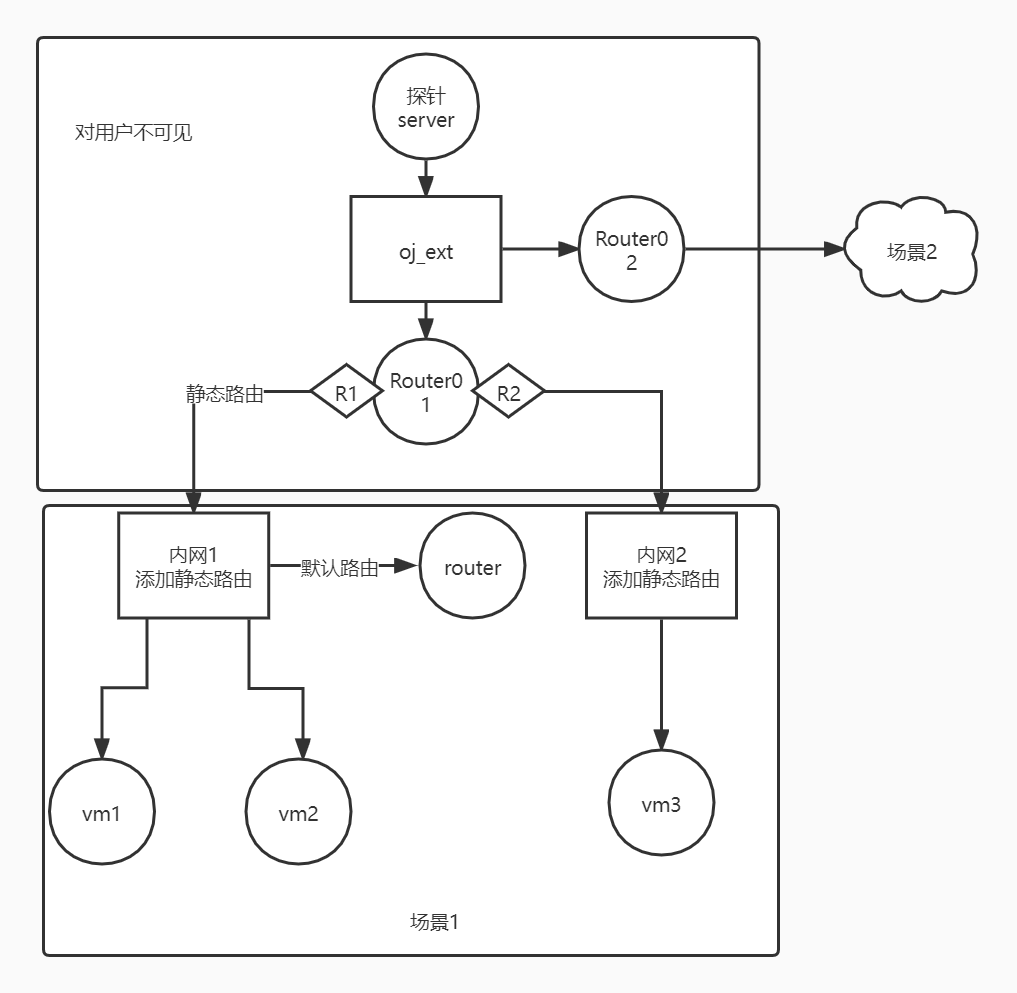 探针
server
对用户不可见
oj_ext
Router0
2
场景2
静态路由
R1
Router0
1
R2
内网1
添加静态路由
默认路由
router
内网2
添加静态路由
vm1
vm2
vm3
场景1